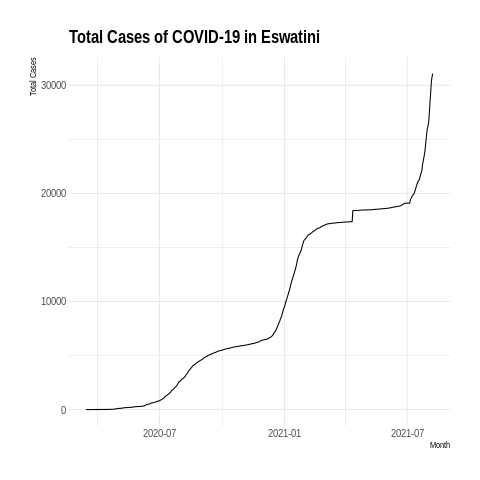 Total Cases of COVID-19 in Eswatini
Total Cases
30000
20000
10000
0
2020-07
2021-01
2021-07
Month